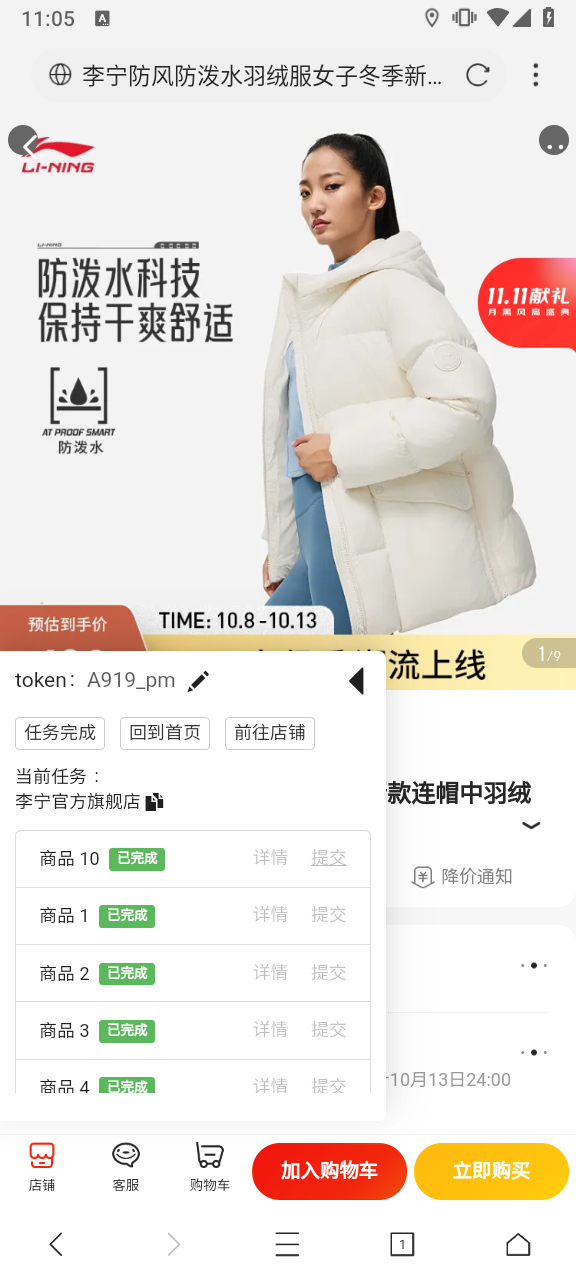 11:05
A
李宁防风防泼水羽绒服女子冬季新...
LI-NING
LI-NING
防泼水科技
保持干爽舒适
AT PROOF SMART
防泼水
11.11献礼
月黑风高盛典
预估到手价
TIME: 10.8 -10.13
流上线
1/9
token： A919_pm
任务完成 回到首页 前往店铺
当前任务：
李宁官方旗舰店
款连帽中羽绒
降价通知
商品 10 已完成 详情 提交
商品 1 已完成 详情 提交
商品 2 已完成 详情 提交
商品 3 已完成 详情 提交
商品 4 已完成 详情 提交
10月13日24:00
店铺 客服 购物车 加入购物车 立即购买
1